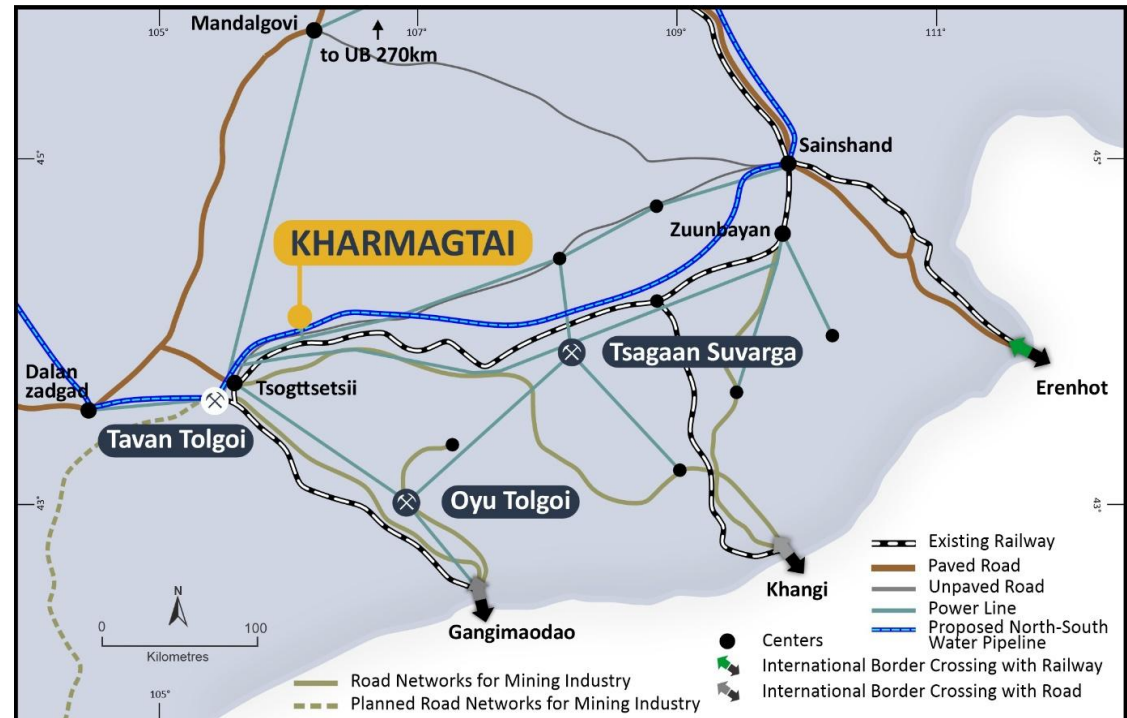 105°
107°
109°
111°
Mandalgovi
to UB 270km
45°
Sainshand
45°
Zuunbayan
KHARMAGTAI
Tsagaan Suvarga
Dalan
zadgad
Tsogttsetsii
Erenhot
Tavan Tolgoi
Oyu Tolgoi
43°
43°
Khangi
Gangimaodao
N
0 100
Kilometres
105°
Existing Railway
Paved Road
Unpaved Road
Power Line
Proposed North-South
Water Pipeline
Centers
International Border Crossing with Railway
International Border Crossing with Road
Road Networks for Mining Industry
Planned Road Networks for Mining Industry